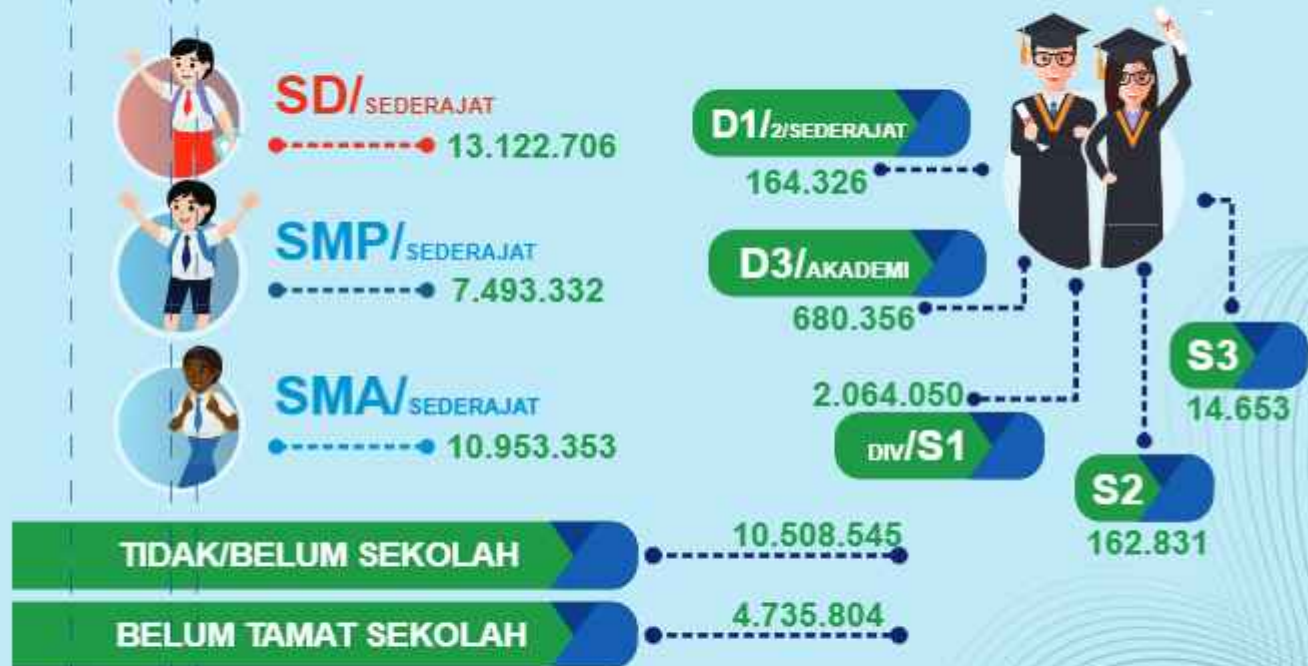 SD/SEDERAJAT
13.122.706
SMP/SEDERAJAT
7.493.332
SMA/SEDERAJAT
10.953.353
D1/2/SEDERAJAT
164.326
D3/AKADEMI
680.356
2.064.050
DIV/S1
S3
14.653
S2
162.831
TIDAK/BELUM SEKOLAH
10.508.545
BELUM TAMAT SEKOLAH
4.735.804